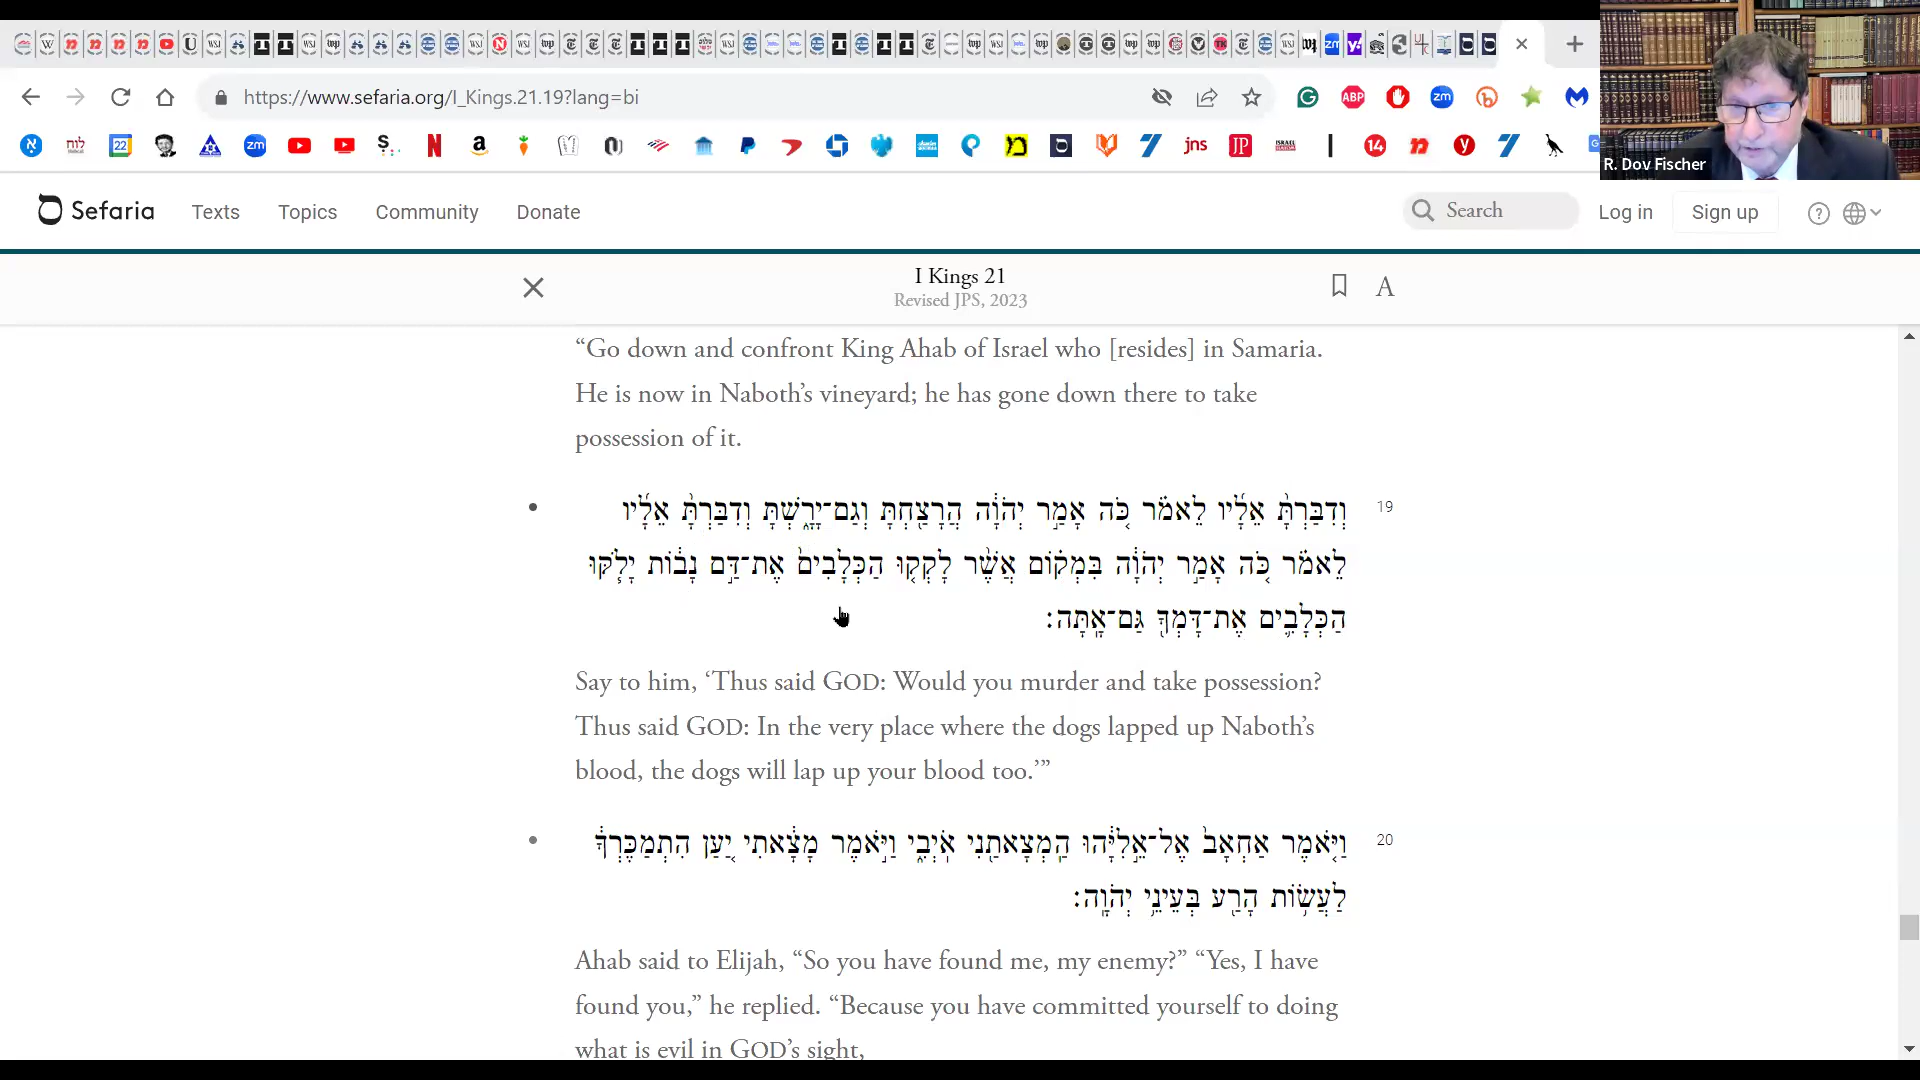 https://www.sefaria.org/I_Kings.21.19?lang=bi
R. Dov Fischer
Sefaria Texts Topics Community Donate Search Log in Sign up
I Kings 21
Revised JPS, 2023
“Go down and confront King Ahab of Israel who [resides] in Samaria.
He is now in Naboth’s vineyard; he has gone down there to take
possession of it.
19
וְדִבַּרְתָּ֨ אֵלָ֜יו לֵאמֹ֗ר כֹּ֚ה אָמַ֣ר יְהֹוָ֔ה הֲרָצַ֖חְתָּ וְגַם־יָרָ֑שְׁתָּ וְדִבַּרְתָּ֨ אֵלָ֜יו
לֵאמֹ֗ר כֹּ֚ה אָמַ֣ר יְהֹוָ֔ה בִּמְק֗וֹם אֲשֶׁ֨ר לָקְק֤וּ הַכְּלָבִים֙ אֶת־דַּ֣ם נָב֔וֹת יָלֹ֧קּוּ
הַכְּלָבִ֛ים אֶת־דָּמְךָ֖ גַּם־אָֽתָּה׃
Say to him, ‘Thus said GOD: Would you murder and take possession?
Thus said GOD: In the very place where the dogs lapped up Naboth’s
blood, the dogs will lap up your blood too.’”
20
וַיֹּ֤אמֶר אַחְאָב֙ אֶל־אֵ֣לִיָּ֔הוּ הַֽמְצָאתַ֖נִי אֹיְבִ֑י וַיֹּ֣אמֶר מָצָ֔אתִי יַ֚עַן הִתְמַכֶּרְךָ֔
לַעֲשׂ֥וֹת הָרַ֖ע בְּעֵינֵ֥י יְהֹוָֽה׃
Ahab said to Elijah, “So you have found me, my enemy?” “Yes, I have
found you,” he replied. “Because you have committed yourself to doing
what is evil in GOD’s sight,